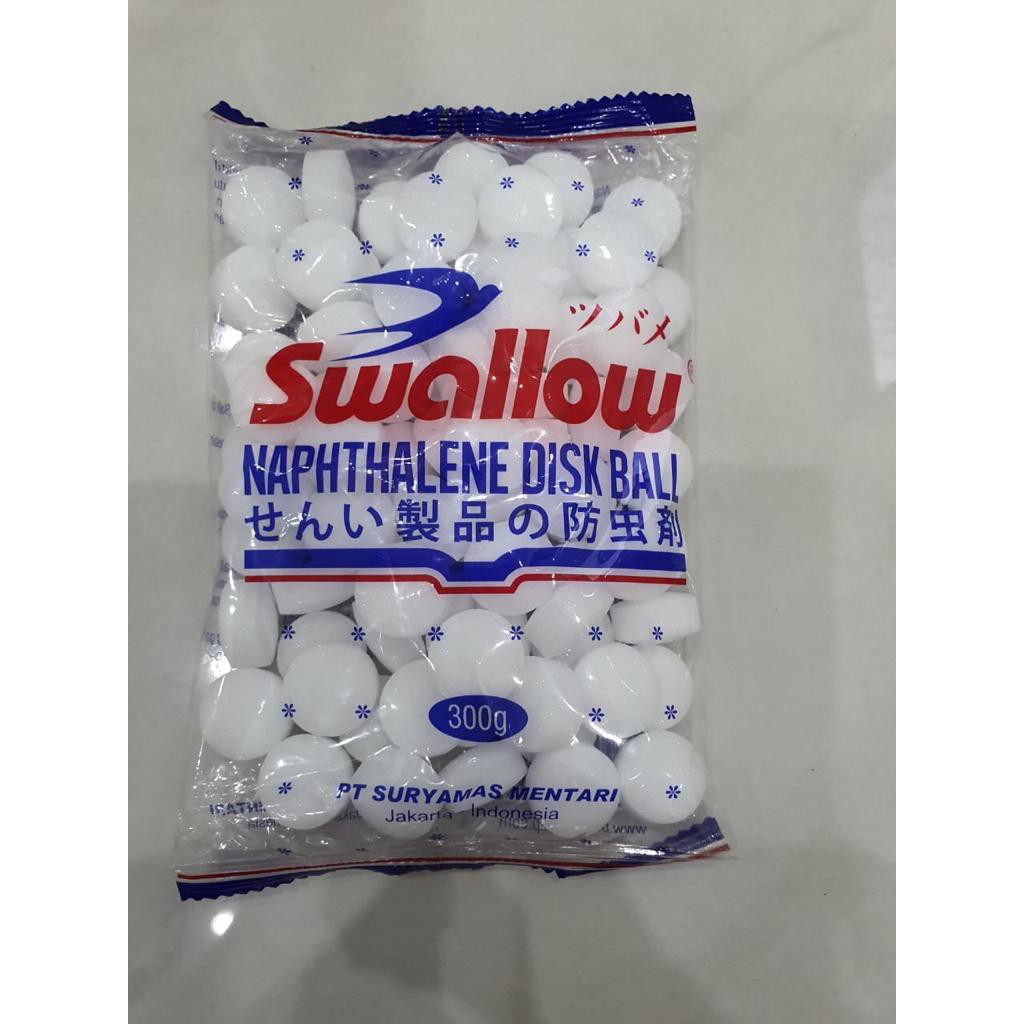 ツバメ
Swallow
NAPHTHALENE DISK BALL
せんい製品の防虫剤
300g
PT SURYAMAS MENTARI
Jakarta - Indonesia